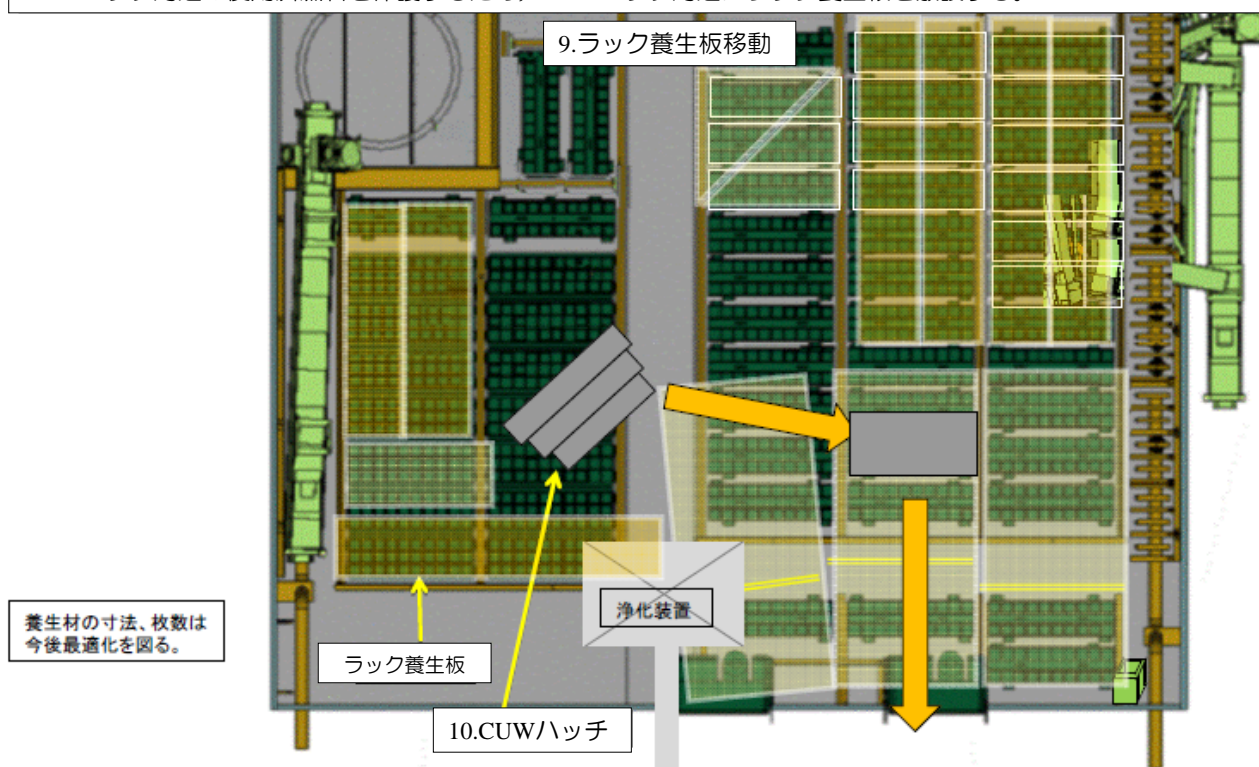 9.ラック養生板移動
浄化装置
養生材の寸法、枚数は
今後最適化を図る。
ラック養生板
10.CUWハッチ